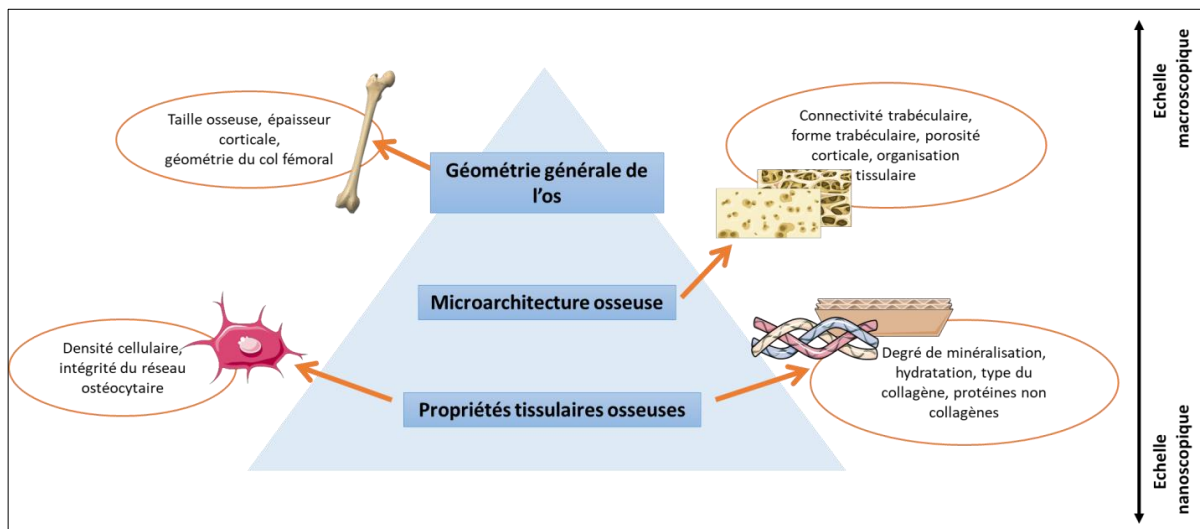 Taille osseuse, épaisseur
corticale,
géométrie du col fémoral
Géométrie générale de
l'os
Connectivité trabéculaire,
forme trabéculaire, porosité
corticale, organisation
tissulaire
Microarchitecture osseuse
Densité cellulaire,
intégrité du réseau
ostéocytaire
Propriétés tissulaires osseuses
Degré de minéralisation,
hydratation, type du
collagène, protéines non
collagènes
Echelle
macroscopique
Echelle
nanoscopique